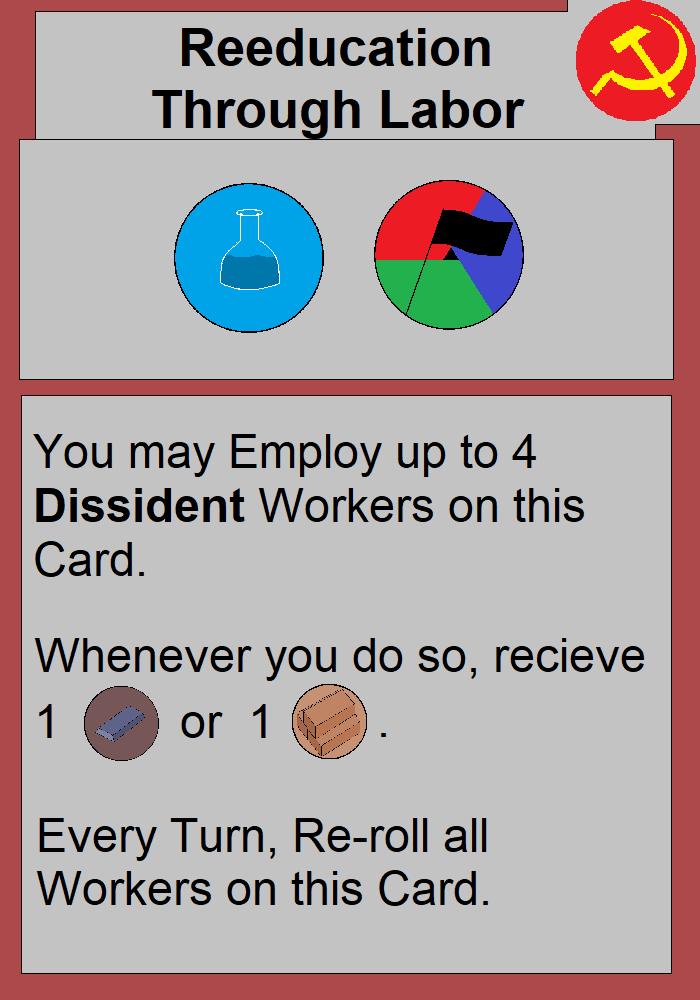 Reeducation
Through Labor
You may Employ up to 4
Dissident Workers on this
Card.
Whenever you do so, recieve
1 or 1 .
Every Turn, Re-roll all
Workers on this Card.